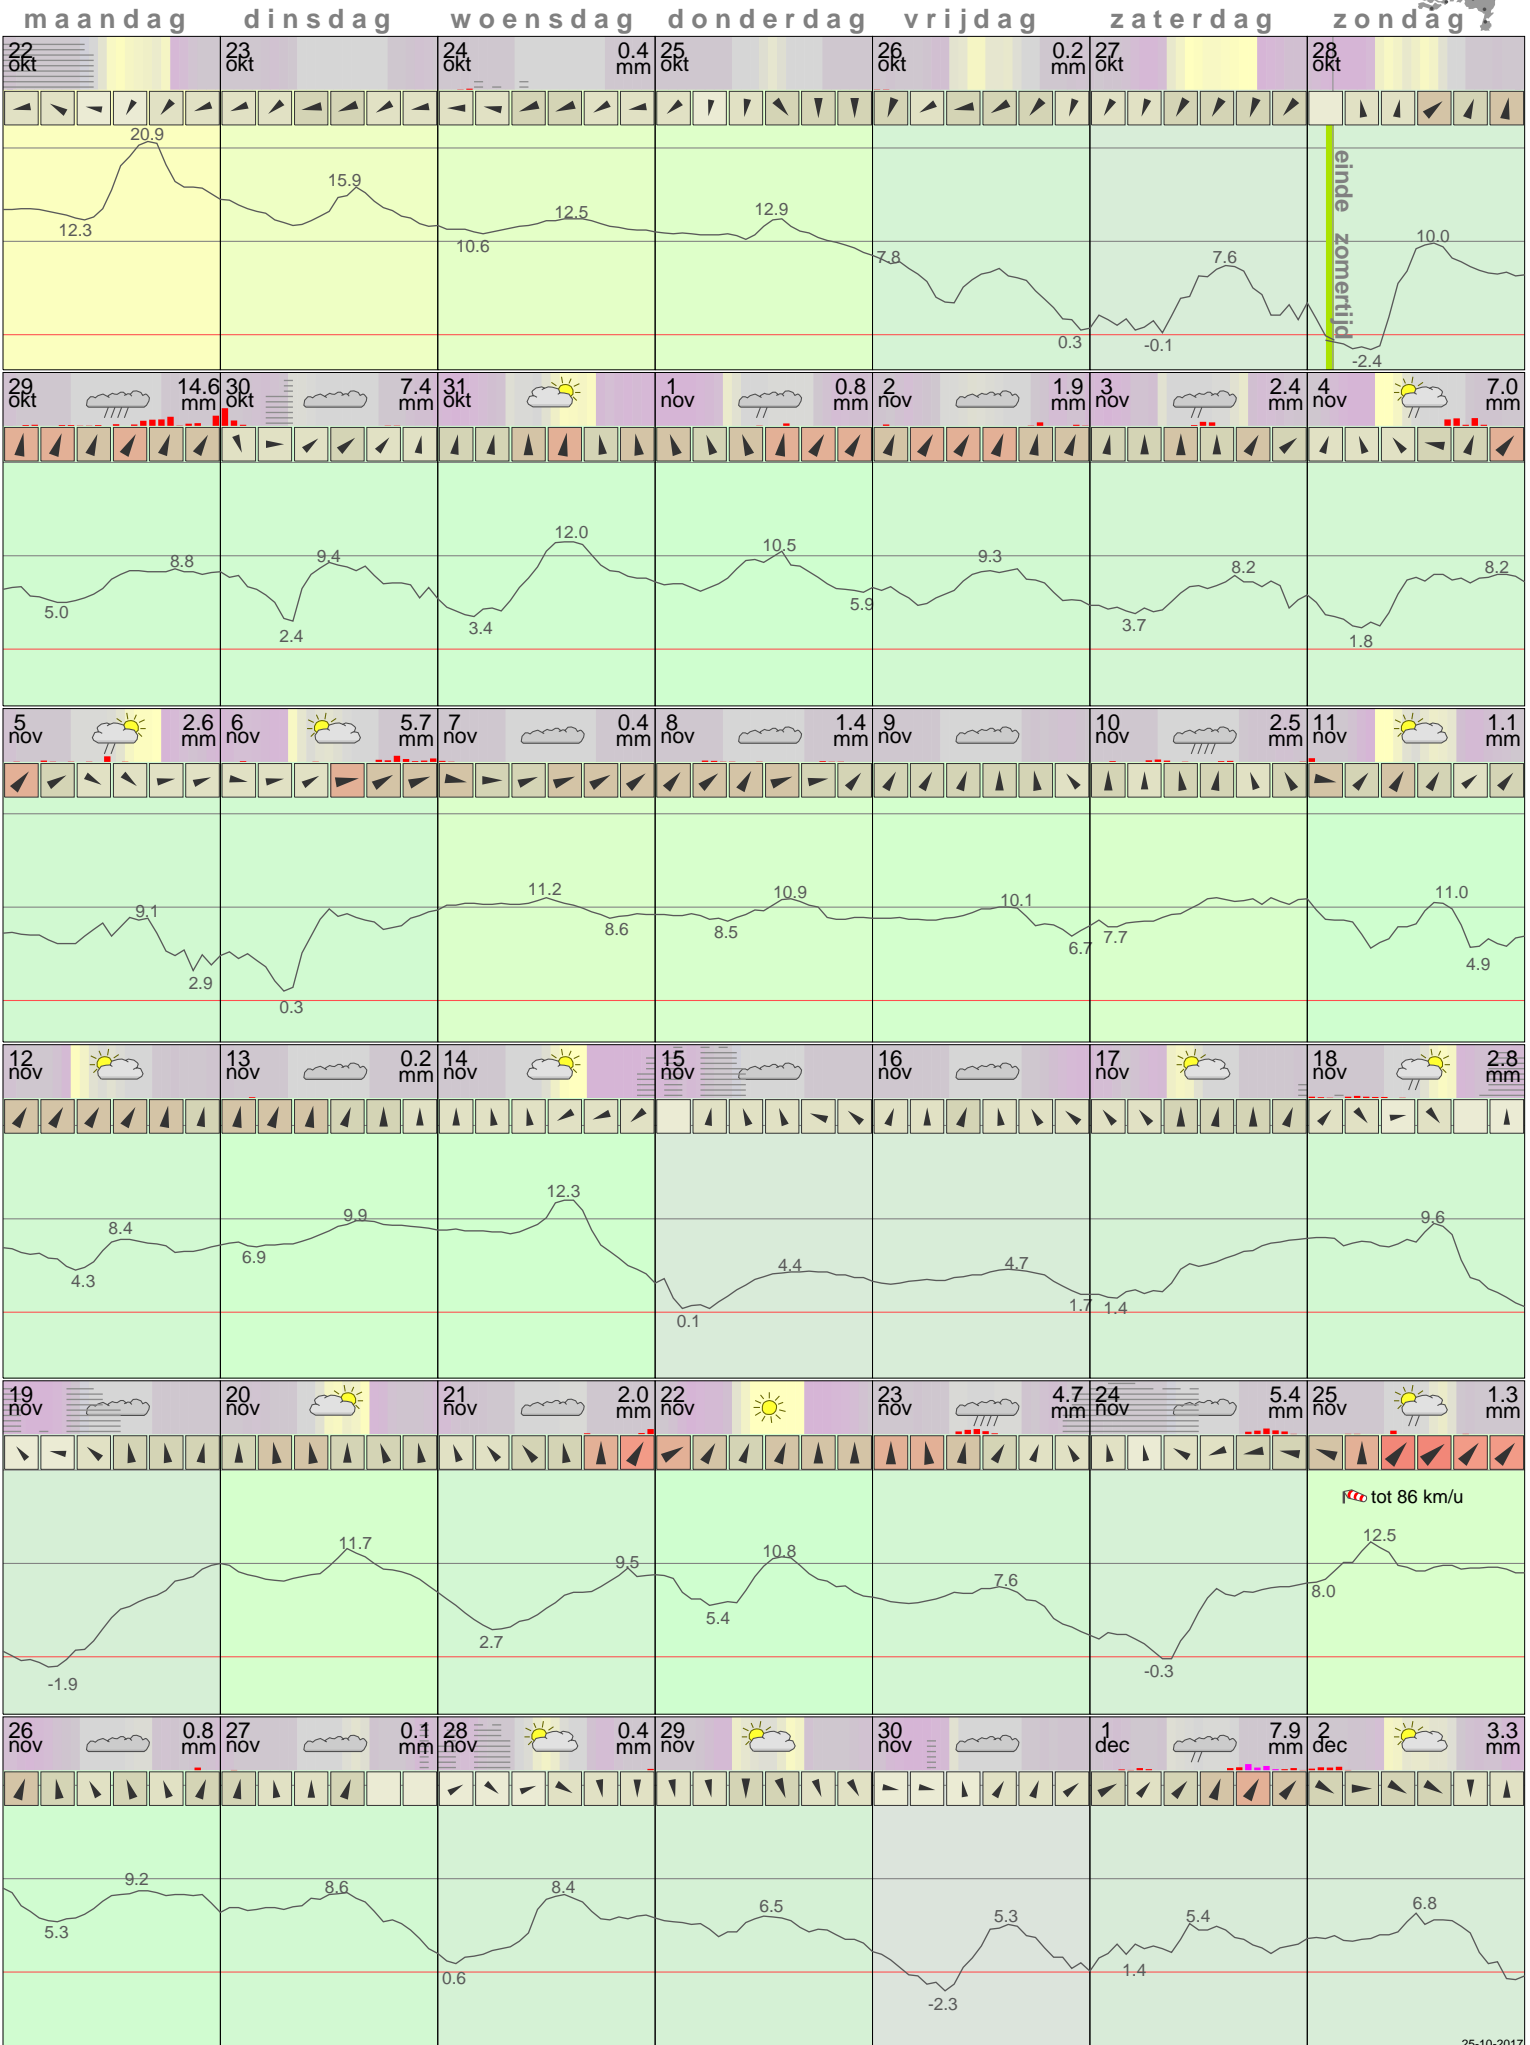 maandag dinsdag woensdag donderdag vrijdag zaterdag zondag
22 okt
23 okt
24 okt 0.4 mm
25 okt
26 okt 0.2 mm
27 okt
28 okt
20.9
12.3
15.9
10.6
12.5
12.9
7.8
0.3
-0.1
7.6
einde zomertijd
-2.4
10.0
29 okt 14.6 mm
30 okt 7.4 mm
31 okt
1 nov 0.8 mm
2 nov 1.9 mm
3 nov 2.4 mm
4 nov 7.0 mm
5.0
8.8
2.4
9.4
3.4
12.0
10.5
5.9
9.3
3.7
8.2
1.8
8.2
5 nov 2.6 mm
6 nov 5.7 mm
7 nov 0.4 mm
8 nov 1.4 mm
9 nov
10 nov 2.5 mm
11 nov 1.1 mm
9.1
2.9
0.3
11.2
8.6
8.5
10.9
10.1
6.7
7.7
11.0
4.9
12 nov
13 nov 0.2 mm
14 nov
15 nov
16 nov
17 nov
18 nov 2.8 mm
4.3
8.4
6.9
9.9
12.3
0.1
4.4
4.7
1.7
1.4
9.6
19 nov
20 nov
21 nov 2.0 mm
22 nov
23 nov 4.7 mm
24 nov 5.4 mm
25 nov 1.3 mm
tot 86 km/u
-1.9
11.7
2.7
9.5
5.4
10.8
7.6
-0.3
8.0
12.5
26 nov 0.8 mm
27 nov 0.1 mm
28 nov 0.4 mm
29 nov
30 nov
1 dec 7.9 mm
2 dec 3.3 mm
5.3
9.2
8.6
0.6
8.4
6.5
-2.3
5.3
1.4
5.4
6.8
25-10-2017